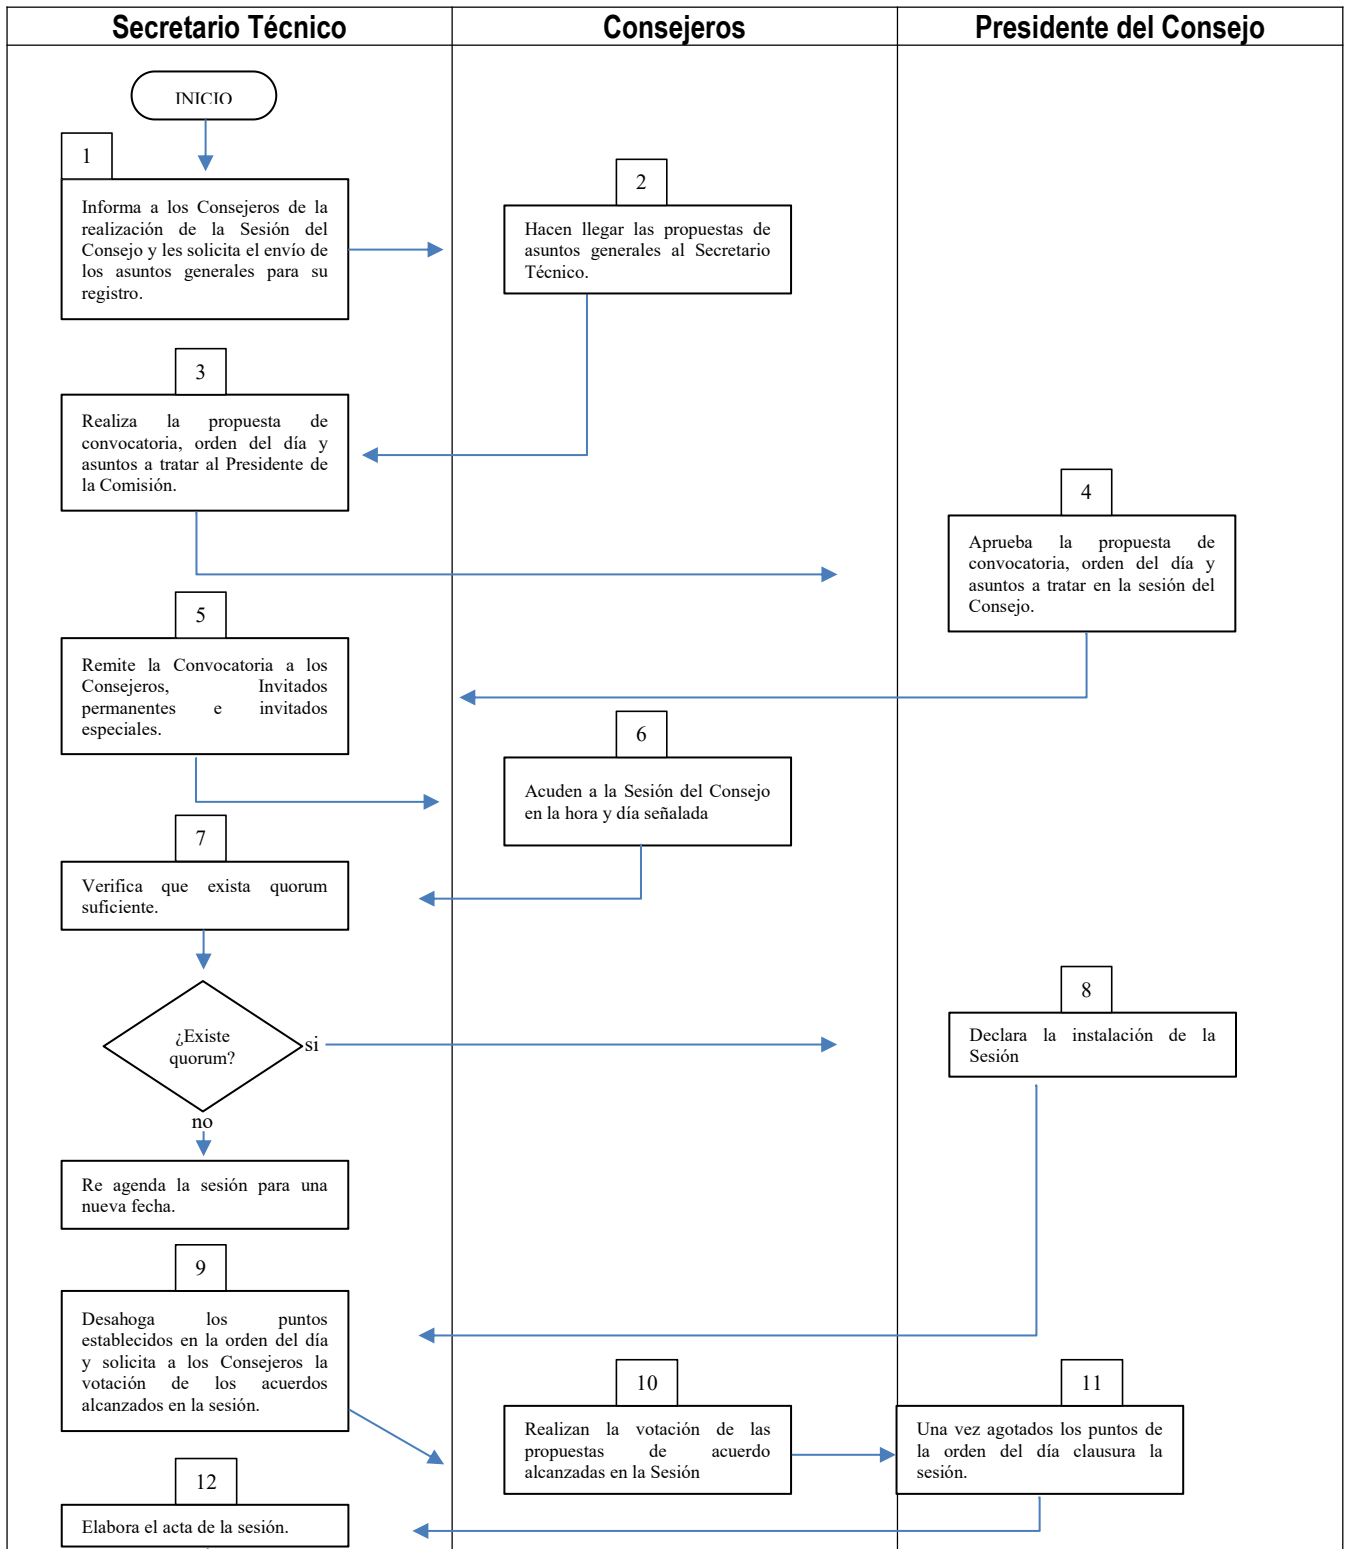 Secretario Técnico
Consejeros
Presidente del Consejo
INICIO
1
Informa a los Consejeros de la
realización de la Sesión del
Consejo y les solicita el envío de
los asuntos generales para su
registro.
2
Hacen llegar las propuestas de
asuntos generales al Secretario
Técnico.
3
Realiza la propuesta de
convocatoria, orden del día y
asuntos a tratar al Presidente de
la Comisión.
4
Aprueba la propuesta de
convocatoria, orden del día y
asuntos a tratar en la sesión del
Consejo.
5
Remite la Convocatoria a los
Consejeros, Invitados
permanentes e invitados
especiales.
6
Acuden a la Sesión del Consejo
en la hora y día señalada
7
Verifica que exista quorum
suficiente.
¿Existe
quorum?
si
no
8
Declara la instalación de la
Sesión
Re agenda la sesión para una
nueva fecha.
9
Desahoga los puntos
establecidos en la orden del día
y solicita a los Consejeros la
votación de los acuerdos
alcanzados en la sesión.
10
Realizan la votación de las
propuestas de acuerdo
alcanzadas en la Sesión
11
Una vez agotados los puntos de
la orden del día clausura la
sesión.
12
Elabora el acta de la sesión.